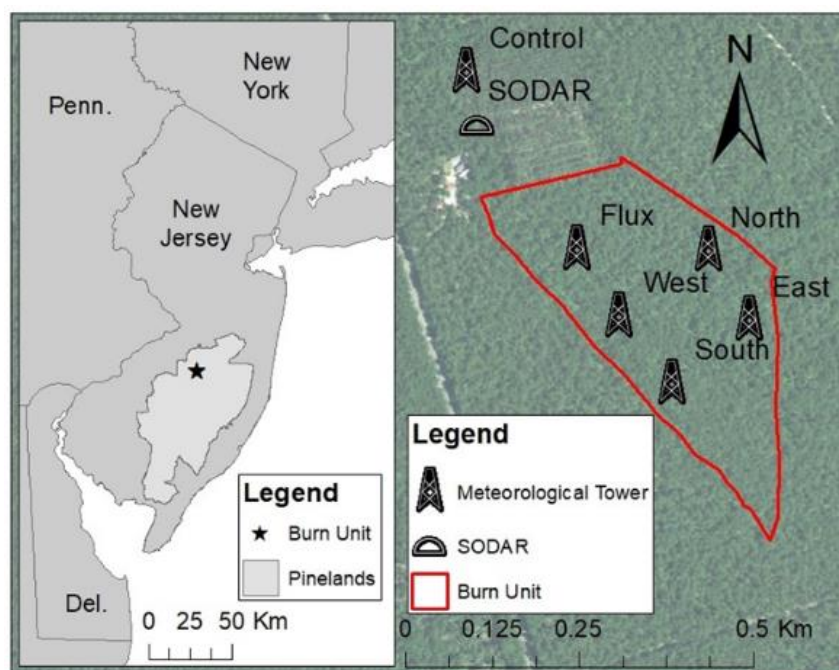 New
York
Penn.
New
Jersey
Del.
Legend
Burn Unit
Pinelands
0 25 50 Km
Control
SODAR
N
Flux
North
West
East
South
Legend
Meteorological Tower
SODAR
Burn Unit
0 0.125 0.25 0.5 Km